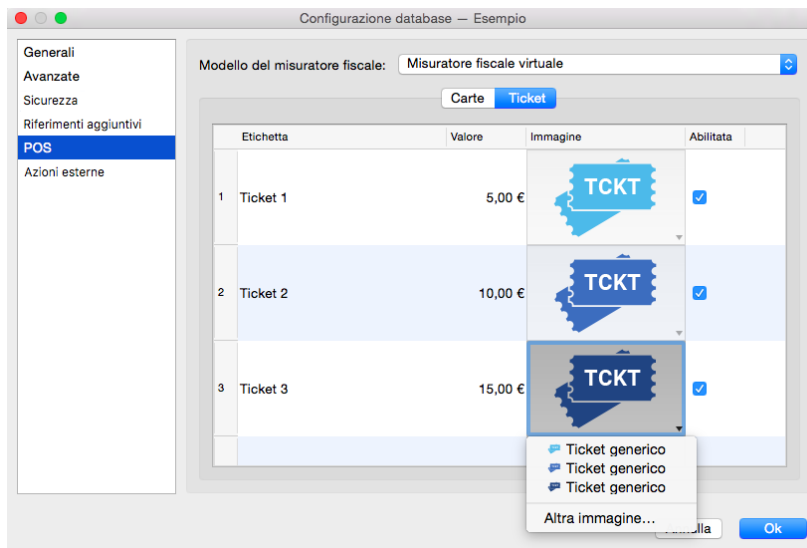 Configurazione database — Esempio
Generali
Avanzate
Sicurezza
Riferimenti aggiuntivi
POS
Azioni esterne
Modello del misuratore fiscale: Misuratore fiscale virtuale
Carte Ticket
Etichetta Valore Immagine Abilitata
1 Ticket 1 5,00 € TCKT
2 Ticket 2 10,00 € TCKT
3 Ticket 3 15,00 € TCKT
Ticket generico
Ticket generico
Ticket generico
Altra immagine...
Ok